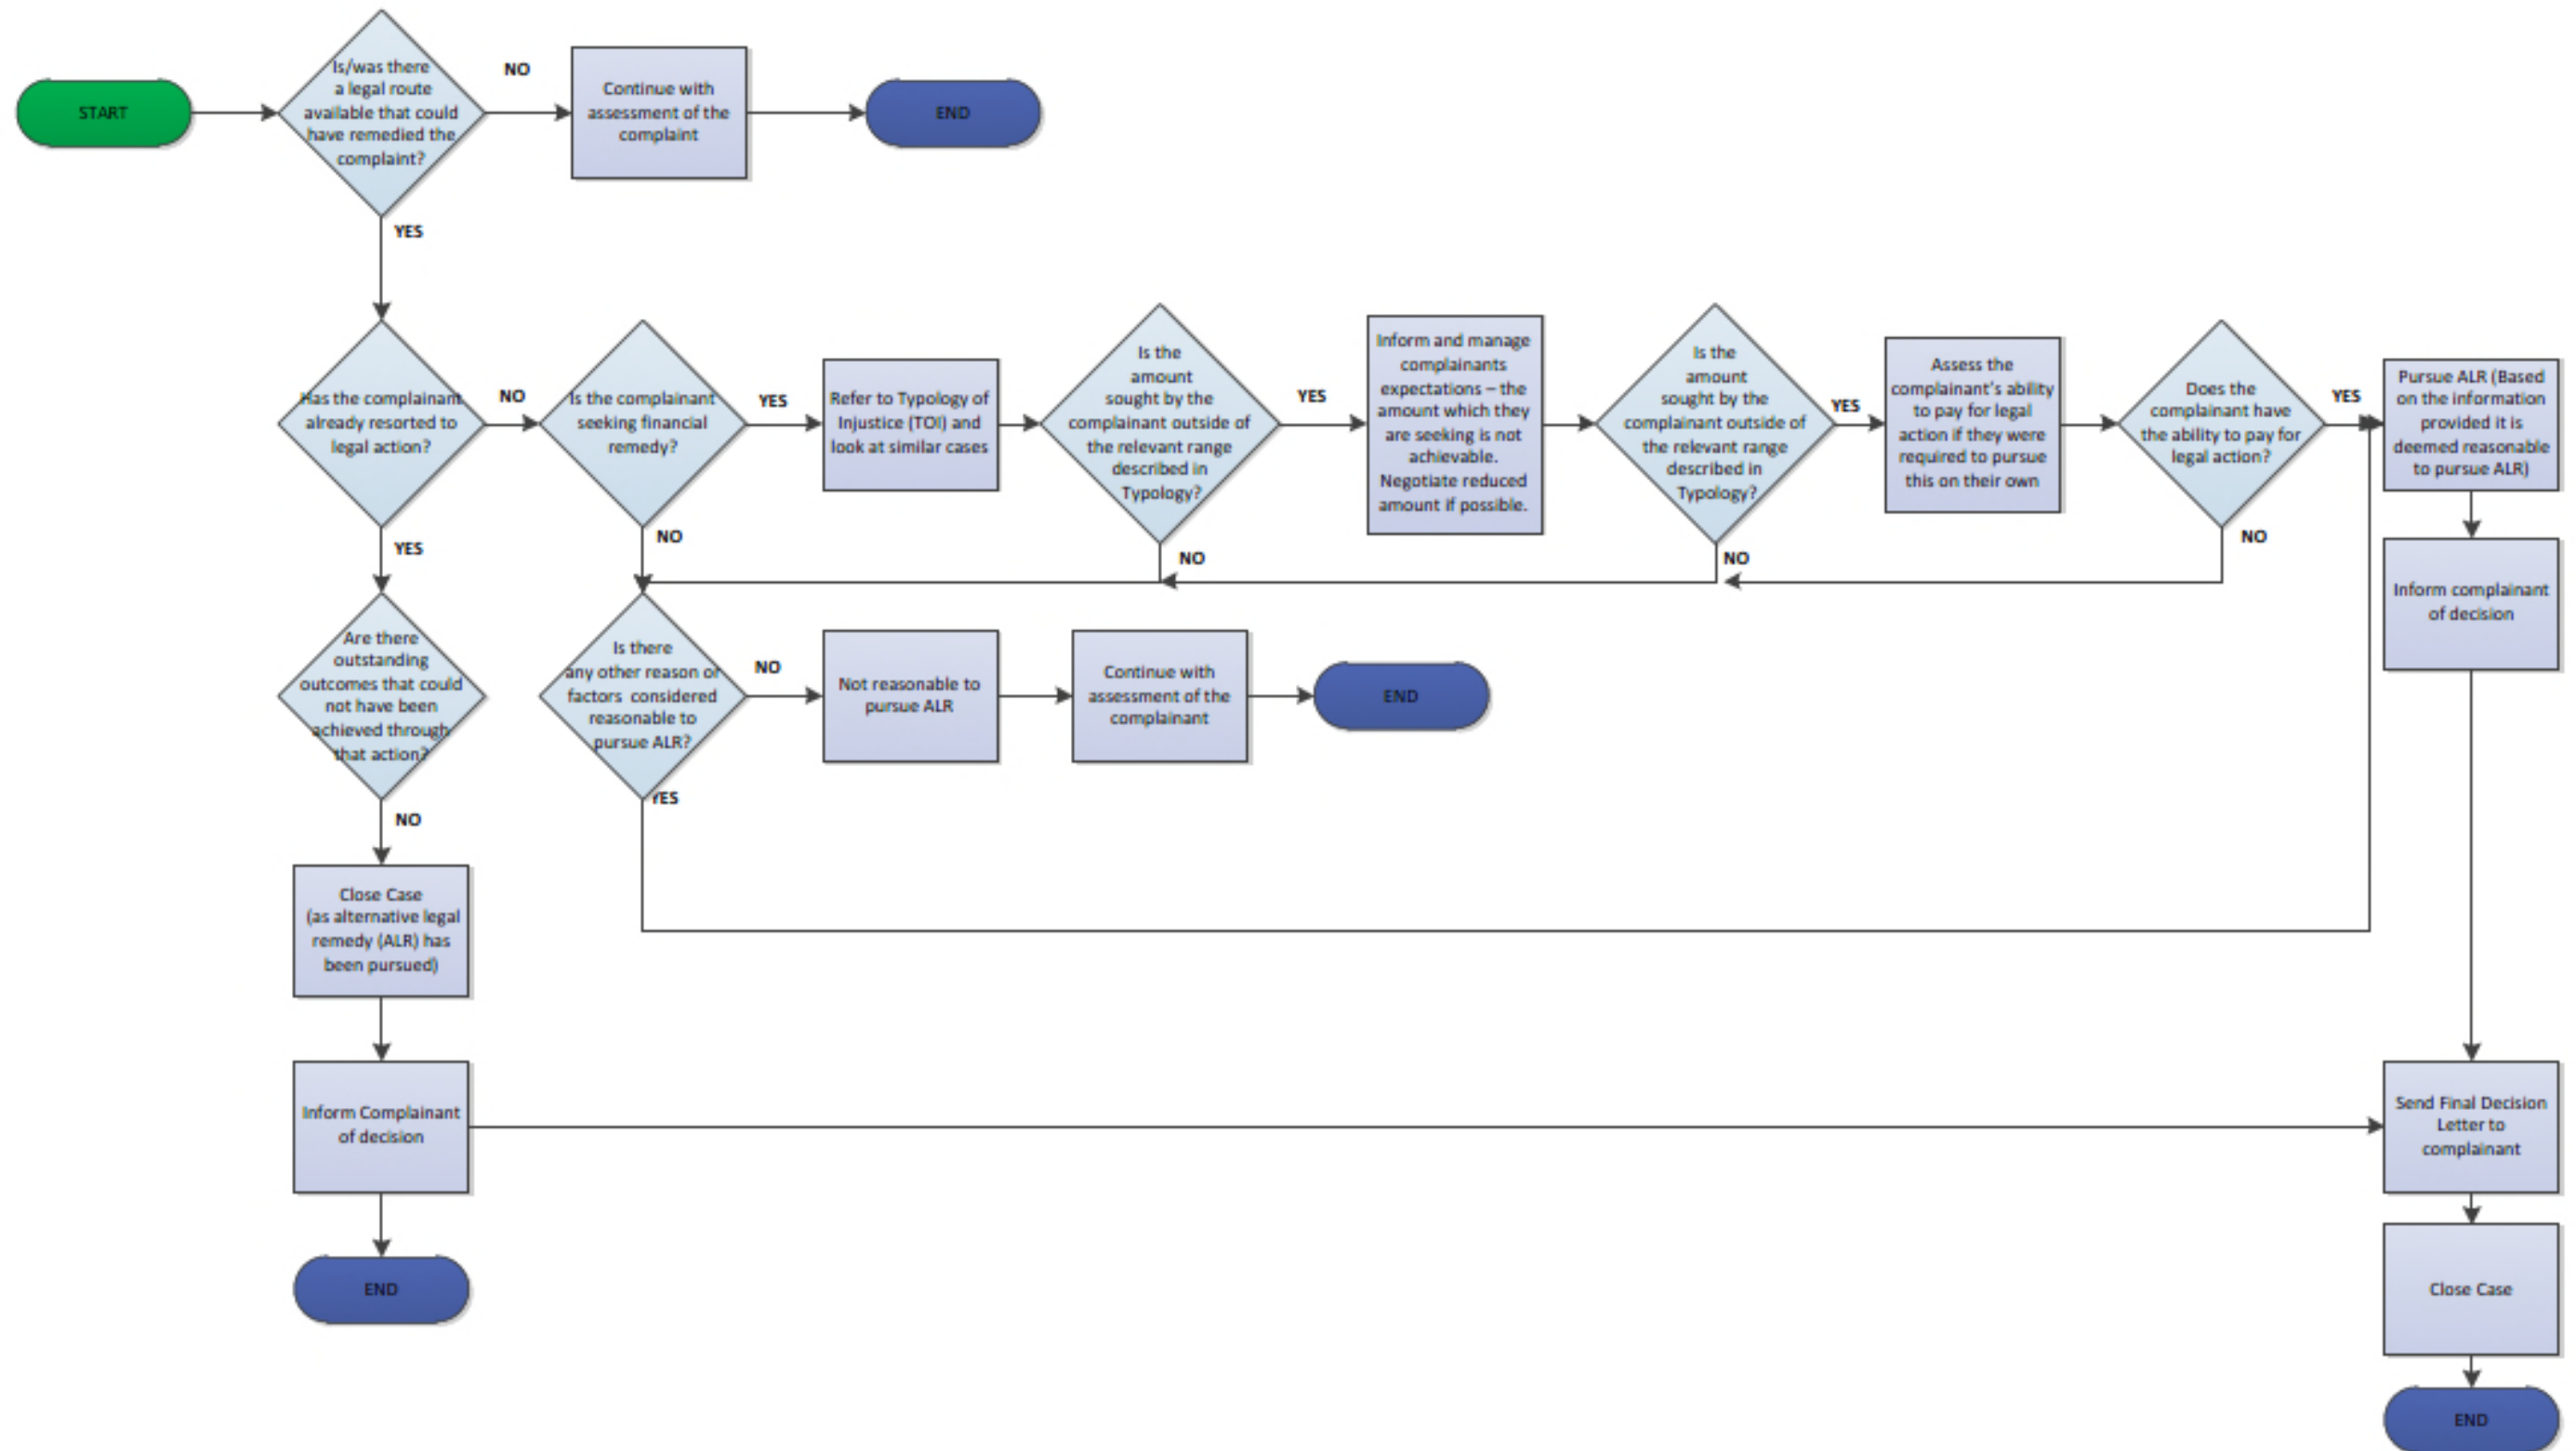 START
Is/was there
a legal route
available that could
have remedied the
complaint?
NO
Continue with
assessment of the
complaint
END
YES
Has the complainant
already resorted to
legal action?
NO
Is the complainant
seeking financial
remedy?
YES
Refer to Typology of
Injustice (TOI) and
look at similar cases
Is the
amount
sought by the
complainant outside of
the relevant range
described in
Typology?
YES
Inform and manage
complainants
expectations – the
amount which they
are seeking is not
achievable.
Negotiate reduced
amount if possible.
Is the
amount
sought by the
complainant outside of
the relevant range
described in
Typology?
YES
Assess the
complainant's ability
to pay for legal
action if they were
required to pursue
this on their own
Does the
complainant have
the ability to pay for
legal action?
YES
Pursue ALR (Based
on the information
provided it is
deemed reasonable
to pursue ALR)
YES
NO
NO
NO
NO
Inform complainant
of decision
Are there
outstanding
outcomes that could
not have been
achieved through
that action?
Is there
any other reason or
factors considered
reasonable to
pursue ALR?
NO
Not reasonable to
pursue ALR
Continue with
assessment of the
complainant
END
YES
NO
Close Case
(as alternative legal
remedy (ALR) has
been pursued)
Inform Complainant
of decision
Send Final Decision
Letter to
complainant
END
Close Case
END